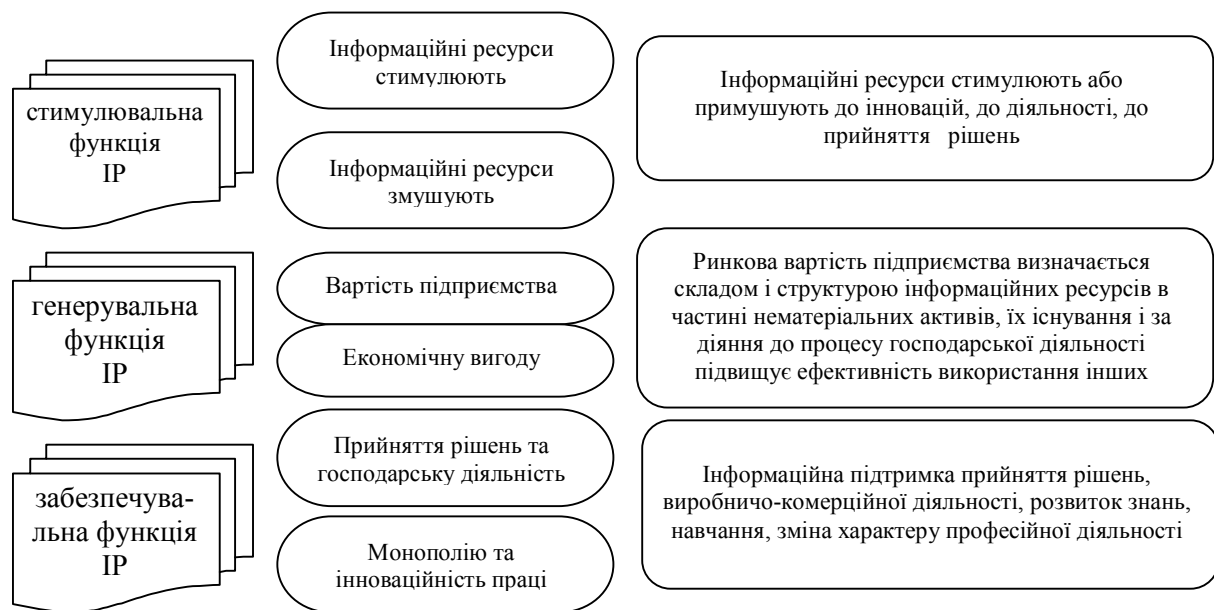 стимулювальна
функція
ІР
Інформаційні ресурси
стимулюють
Інформаційні ресурси
змушують
Інформаційні ресурси стимулюють або
примушують до інновацій, до діяльності, до
прийняття рішень
генерувальна
функція
ІР
Вартість підприємства
Економічну вигоду
Ринкова вартість підприємства визначається
складом і структурою інформаційних ресурсів в
частині нематеріальних активів, їх існування і за
діяння до процесу господарської діяльності
підвищує ефективність використання інших
забезпечува-
льна функція
ІР
Прийняття рішень та
господарську діяльність
Монополію та
інноваційність праці
Інформаційна підтримка прийняття рішень,
виробничо-комерційної діяльності, розвиток знань,
навчання, зміна характеру професійної діяльності